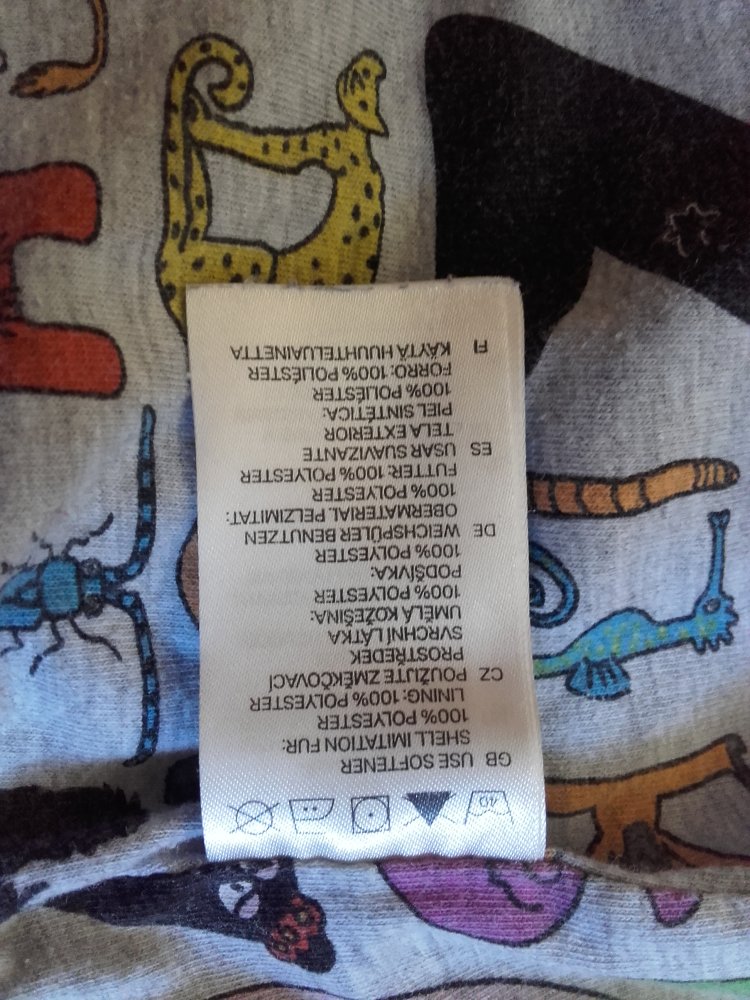 40
GB USE SOFTENER
SHELL IMITATION FUR:
100% POLYESTER
LINING: 100% POLYESTER
CZ POUŽIJTE ZMĚKČOVACÍ
PROSTŘEDEK
SVRCHNÍ LÁTKA
UMĚLÁ KOŽEŠINA:
100% POLYESTER
PODŠÍVKA:
100% POLYESTER
DE WEICHSPÜLER BENUTZEN
OBERMATERIAL PELZIMITAT:
100% POLYESTER
FUTTER: 100% POLYESTER
ES USAR SUAVIZANTE
TELA EXTERIOR
PIEL SINTÉTICA:
100% POLIÉSTER
FORRO: 100% POLIÉSTER
FI KÄYTÄ HUUHTELUAINETTA